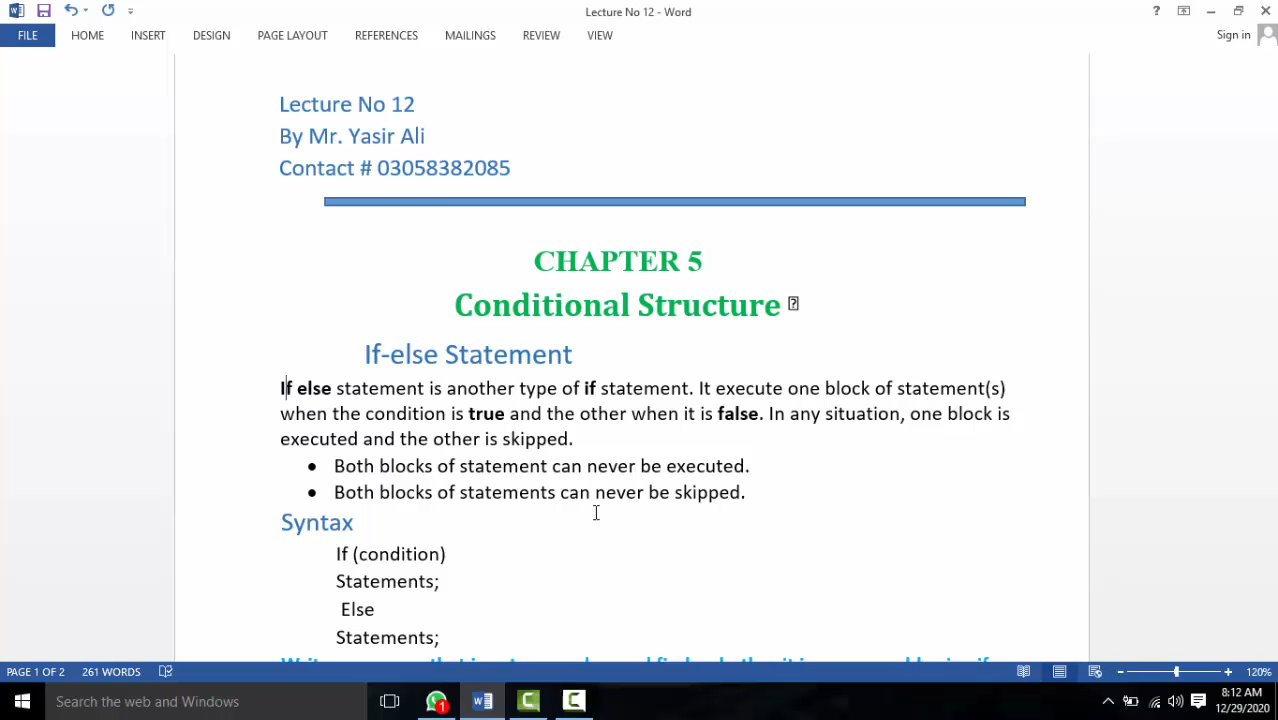 Lecture No 12 - Word
FILE HOME INSERT DESIGN PAGE LAYOUT REFERENCES MAILINGS REVIEW VIEW Sign in
Lecture No 12
By Mr. Yasir Ali
Contact # 03058382085
CHAPTER 5
Conditional Structure
If-else Statement
If else statement is another type of if statement. It execute one block of statement(s)
when the condition is true and the other when it is false. In any situation, one block is
executed and the other is skipped.
• Both blocks of statement can never be executed.
• Both blocks of statements can never be skipped.
Syntax
If (condition)
Statements;
Else
Statements;
PAGE 1 OF 2 261 WORDS 120%
Search the web and Windows
1
8:12 AM
12/29/2020